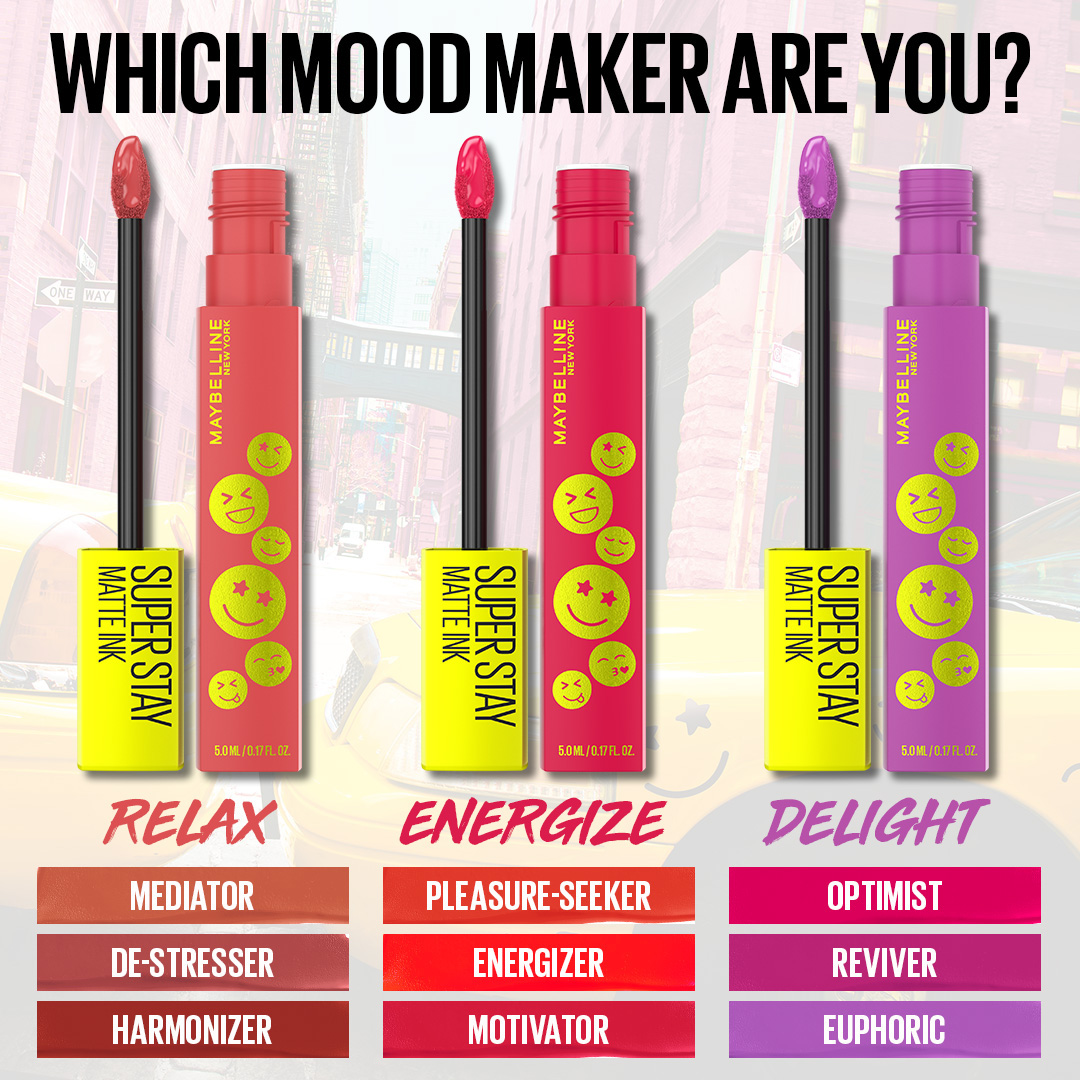 WHICH MOOD MAKER ARE YOU?
ONE WAY
MAYBELLINE
NEW YORK
SUPER STAY
MATTE INK
5.0 ML / 0.17 FL. OZ.
MAYBELLINE
NEW YORK
SUPER STAY
MATTE INK
5.0 ML / 0.17 FL. OZ.
MAYBELLINE
NEW YORK
SUPER STAY
MATTE INK
5.0 ML / 0.17 FL. OZ.
RELAX
MEDIATOR
DE-STRESSER
HARMONIZER
ENERGIZE
PLEASURE-SEEKER
ENERGIZER
MOTIVATOR
DELIGHT
OPTIMIST
REVIVER
EUPHORIC